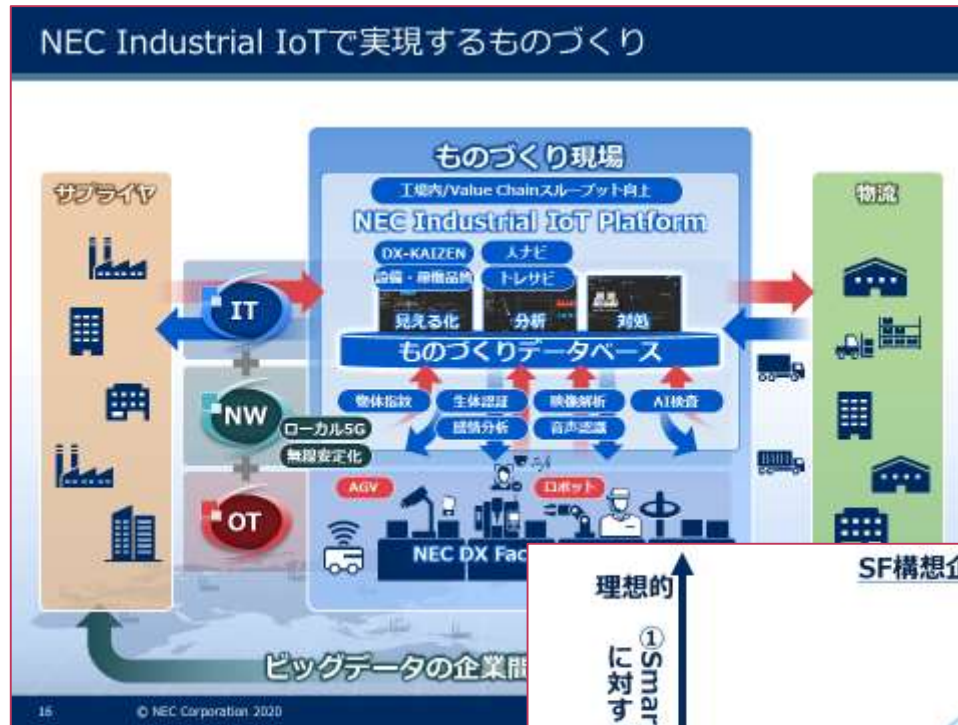 NEC Industrial IoTで実現するものづくり
ものづくり現場
サプライヤ
工場内/Value Chainスループット向上
物流
NEC Industrial IoT Platform
DX-KAIZEN
人ナビ
設備・稼働品質
トレサビ
IT
見える化
分析
対処
ものづくりデータベース
物体指紋
生体認証
映像解析
AI検査
NW
ローカル5G
感情分析
音声認識
無線安定化
AGV
ロボット
OT
NEC DX Fac
SF構想企
理想的
①Smar
に対す
ビッグデータの企業間
16
© NEC Corporation 2020